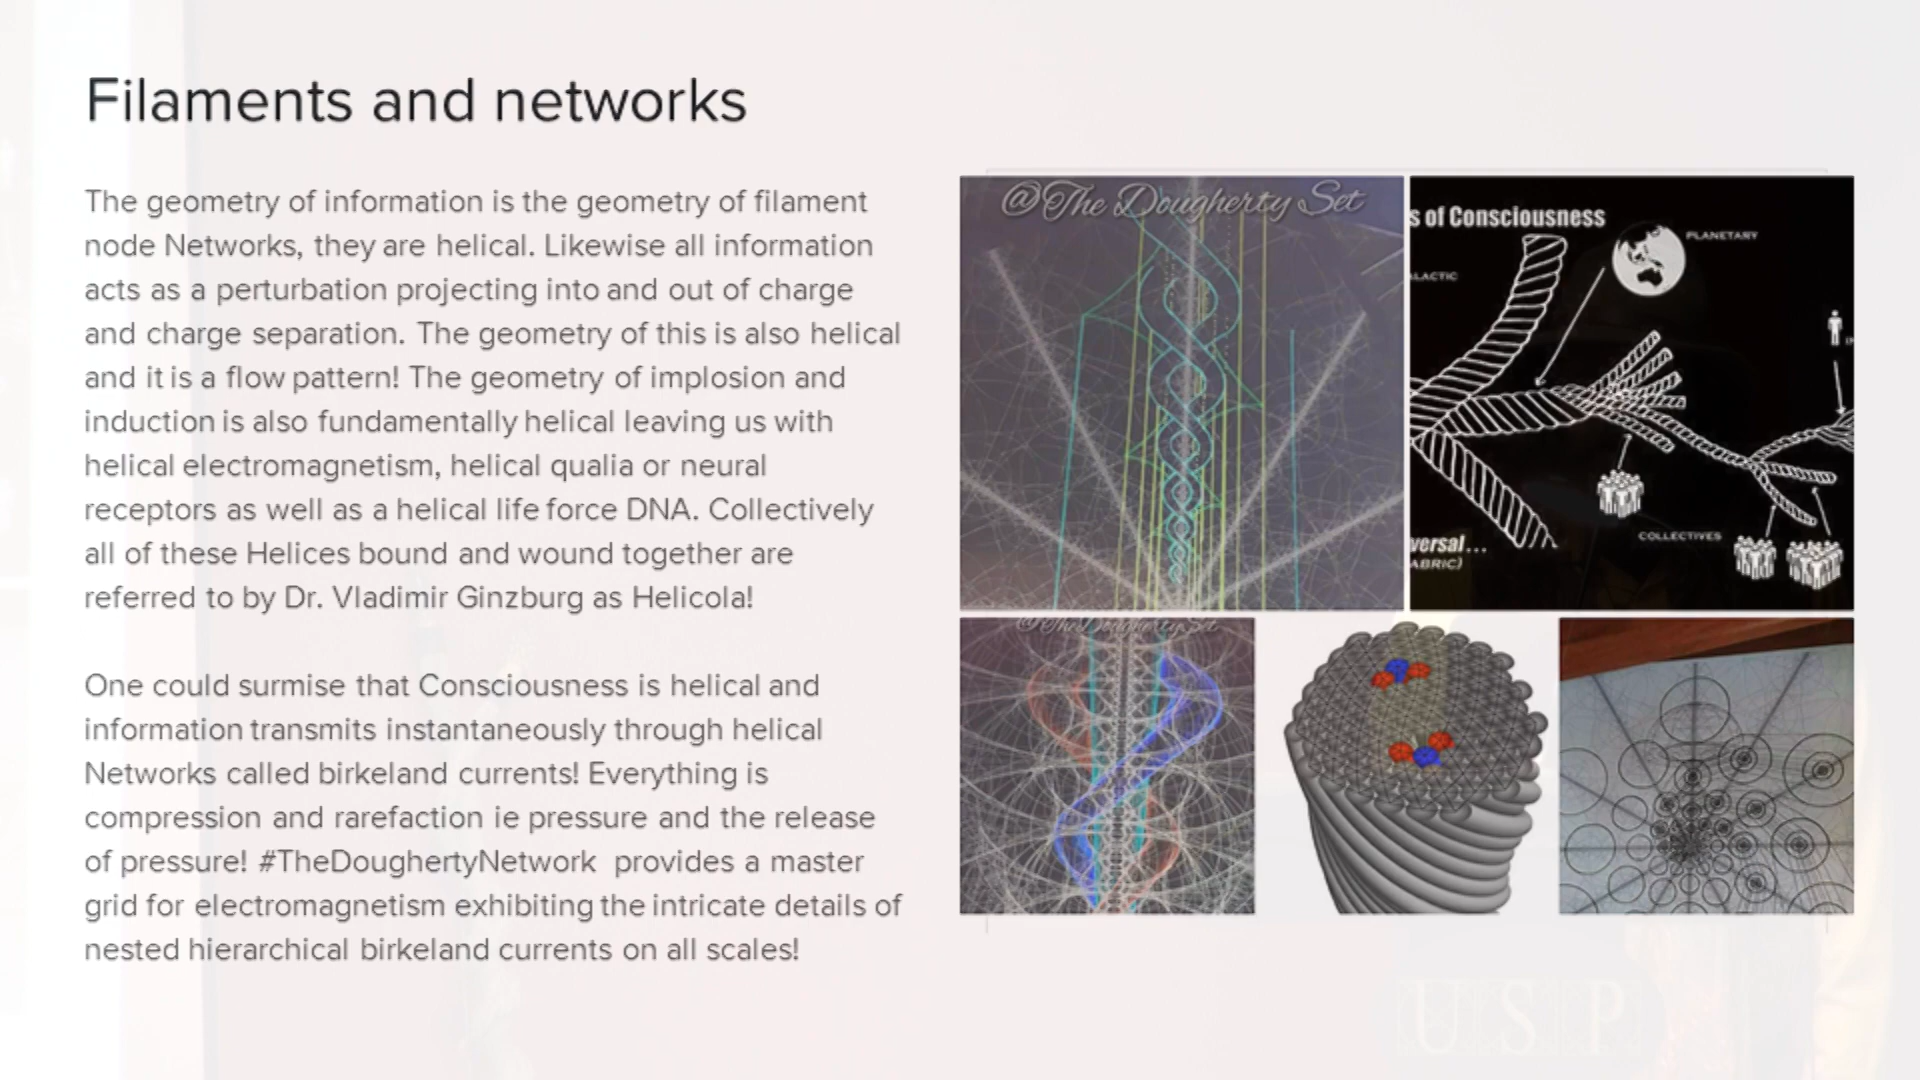 Filaments and networks
The geometry of information is the geometry of filament
node Networks, they are helical. Likewise all information
acts as a perturbation projecting into and out of charge
and charge separation. The geometry of this is also helical
and it is a flow pattern! The geometry of implosion and
induction is also fundamentally helical leaving us with
helical electromagnetism, helical qualia or neural
receptors as well as a helical life force DNA. Collectively
all of these Helices bound and wound together are
referred to by Dr. Vladimir Ginzburg as Helicola!
One could surmise that Consciousness is helical and
information transmits instantaneously through helical
Networks called birkeland currents! Everything is
compression and rarefaction ie pressure and the release
of pressure! #TheDoughertyNetwork provides a master
grid for electromagnetism exhibiting the intricate details of
nested hierarchical birkeland currents on all scales!
@The Dougherty Set
s of Consciousness
PLANETARY
LACTIC
COLLECTIVES
versal...
ABRIC)
@TheDoughertySet
USP